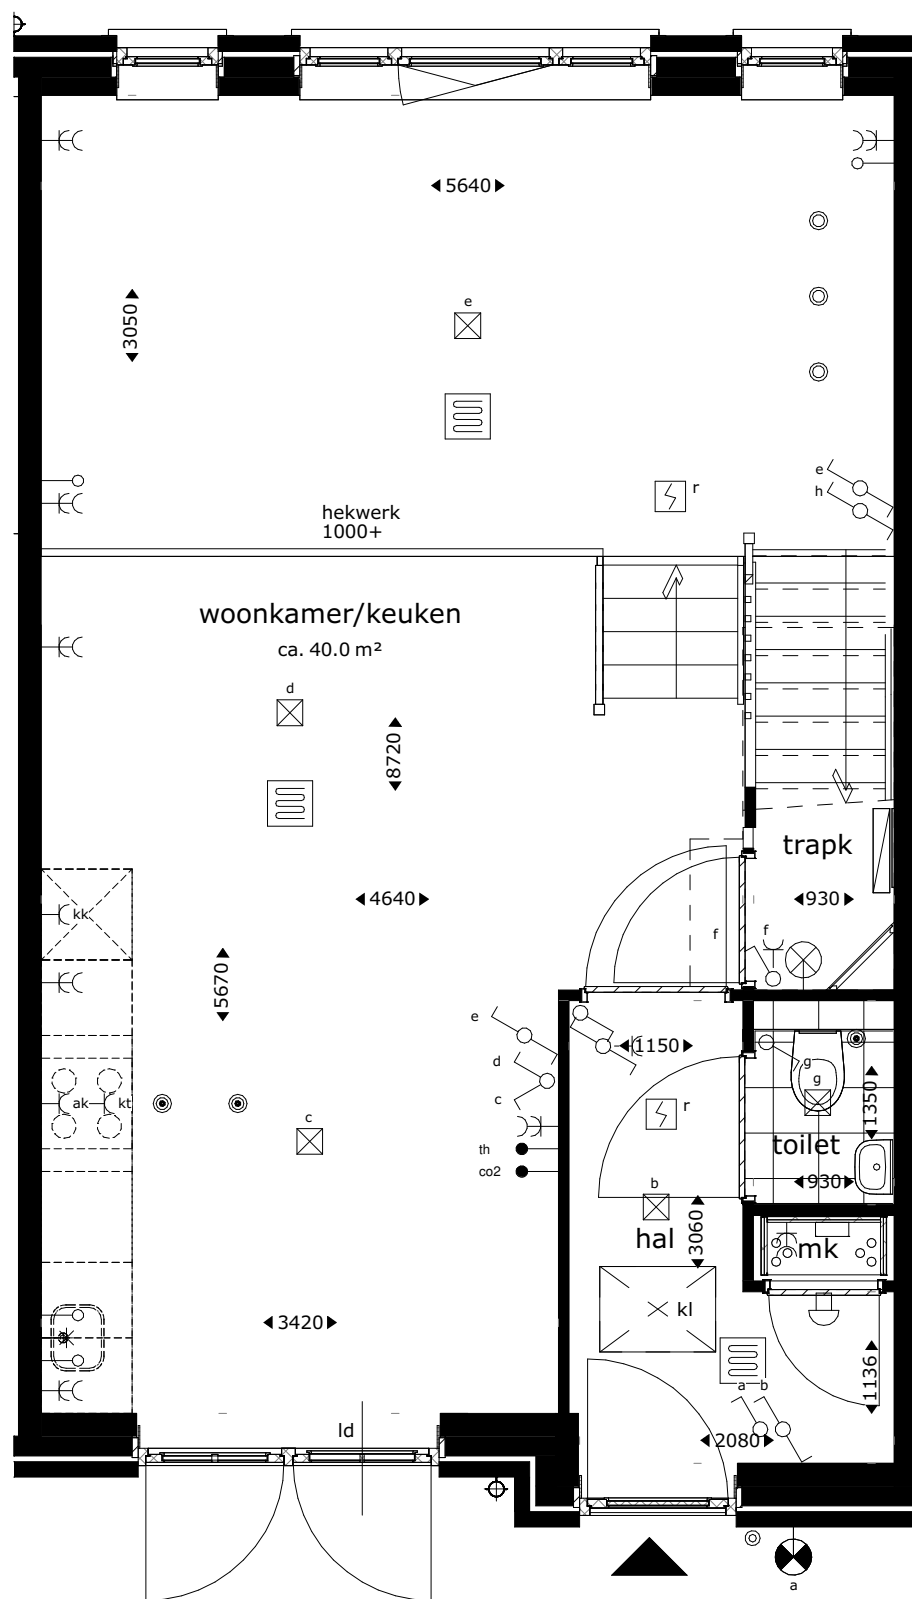 5640
3050
e
r
e
h
hekwerk
1000+
woonkamer/keuken
ca. 40.0 m²
d
8720
trapk
4640
930
kk
f
f
5670
e
1150
d
g
g
ak
kt
c
r
1350
c
toilet
th
co2
930
b
hal
3060
mk
kl
3420
1136
a
b
ld
2080
a